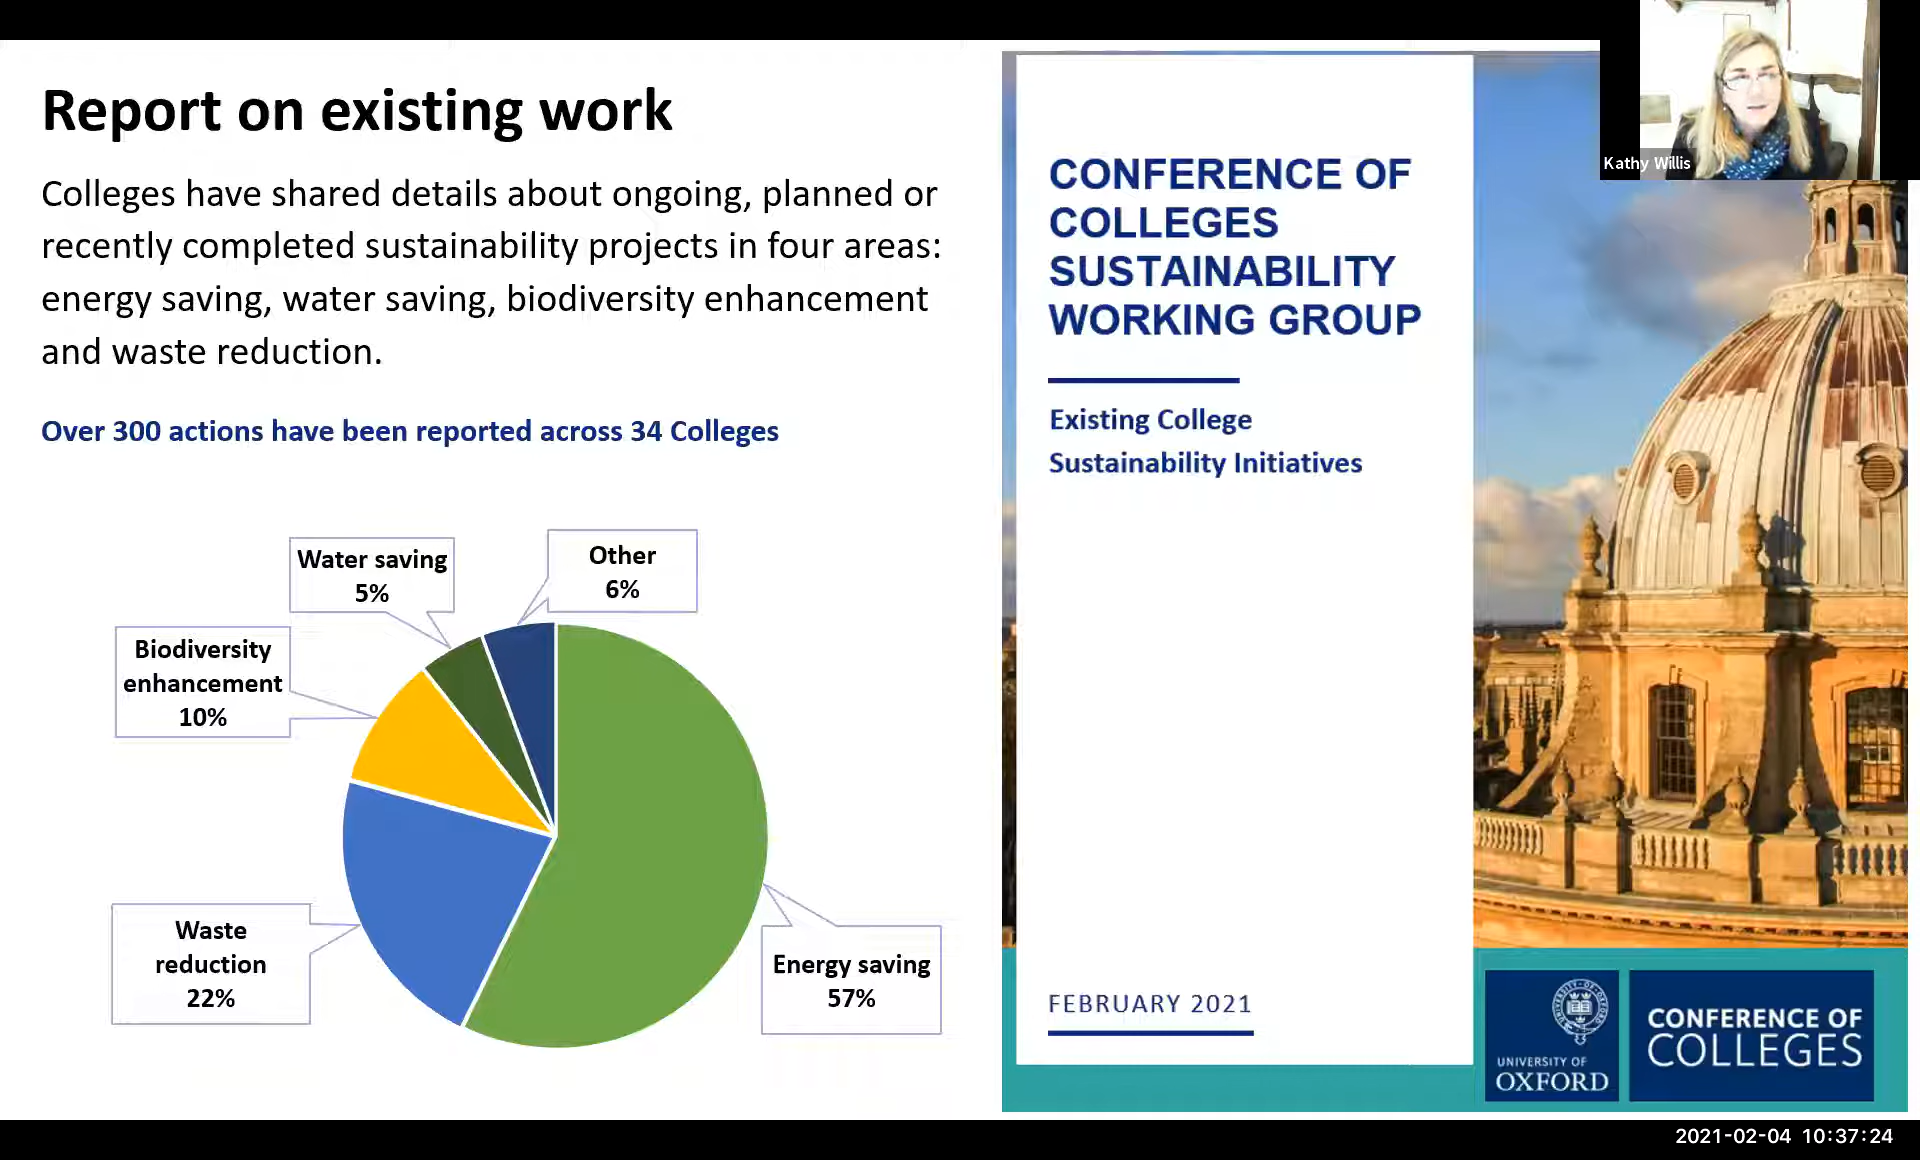 Report on existing work
Colleges have shared details about ongoing, planned or
recently completed sustainability projects in four areas:
energy saving, water saving, biodiversity enhancement
and waste reduction.
Over 300 actions have been reported across 34 Colleges
Water saving
5%
Other
6%
Biodiversity
enhancement
10%
Waste
reduction
22%
Energy saving
57%
CONFERENCE OF
COLLEGES
SUSTAINABILITY
WORKING GROUP
Existing College
Sustainability Initiatives
FEBRUARY 2021
Kathy Willis
UNIVERSITY OF
OXFORD
CONFERENCE OF
COLLEGES
2021-02-04 10:37:24